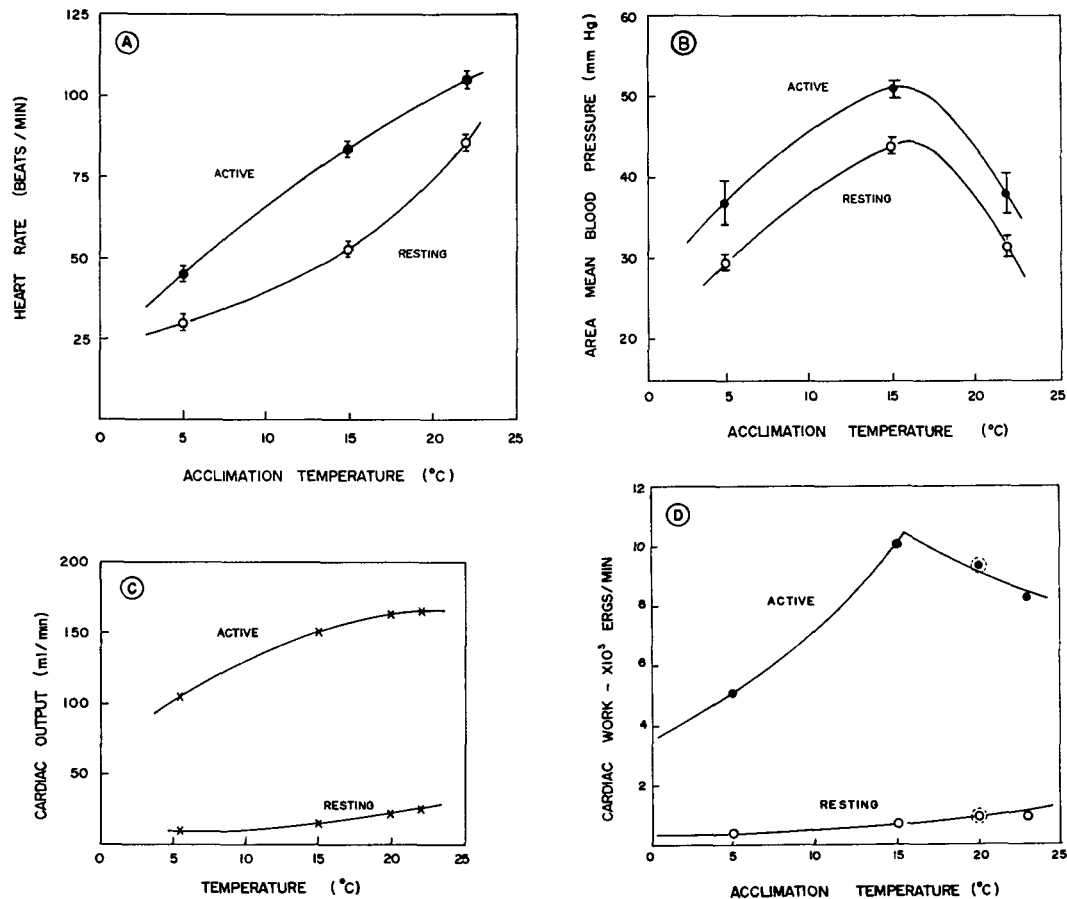 A
HEART RATE (BEATS/MIN)
125
100
75
50
25
0 5 10 15 20 25
ACTIVE
RESTING
ACCLIMATION TEMPERATURE (°C)
B
AREA MEAN BLOOD PRESSURE (mm Hg)
60
50
40
30
20
0 5 10 15 20 25
ACTIVE
RESTING
ACCLIMATION TEMPERATURE (°C)
C
CARDIAC OUTPUT (ml/min)
200
150
100
50
0 5 10 15 20 25
ACTIVE
RESTING
TEMPERATURE (°C)
D
CARDIAC WORK - X10³ ERGS/MIN
12
10
8
6
4
2
0 5 10 15 20 25
ACTIVE
RESTING
ACCLIMATION TEMPERATURE (°C)